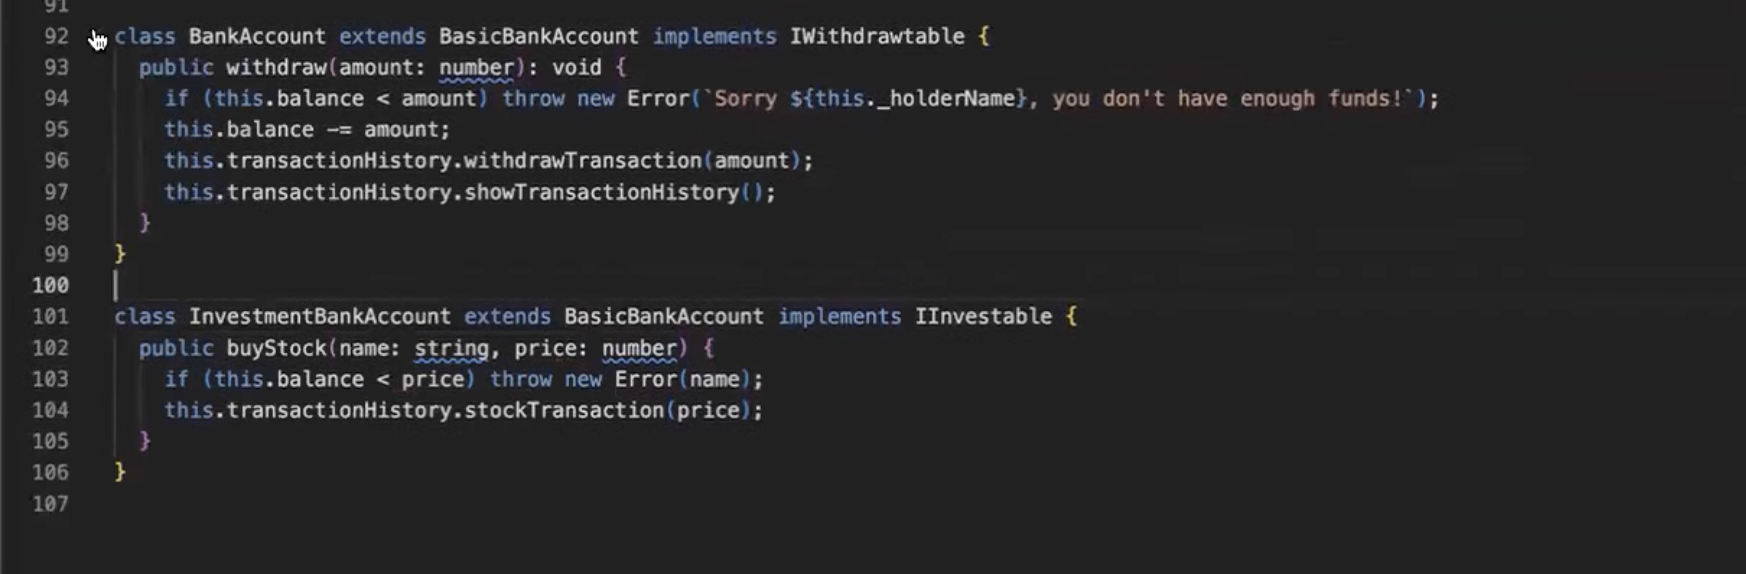 91
92 class BankAccount extends BasicBankAccount implements IWithdrawtable {
93 public withdraw(amount: number): void {
94 if (this.balance < amount) throw new Error(`Sorry ${this._holderName}, you don't have enough funds!`);
95 this.balance -= amount;
96 this.transactionHistory.withdrawTransaction(amount);
97 this.transactionHistory.showTransactionHistory();
98 }
99 }
100
101 class InvestmentBankAccount extends BasicBankAccount implements IInvestable {
102 public buyStock(name: string, price: number) {
103 if (this.balance < price) throw new Error(name);
104 this.transactionHistory.stockTransaction(price);
105 }
106 }
107